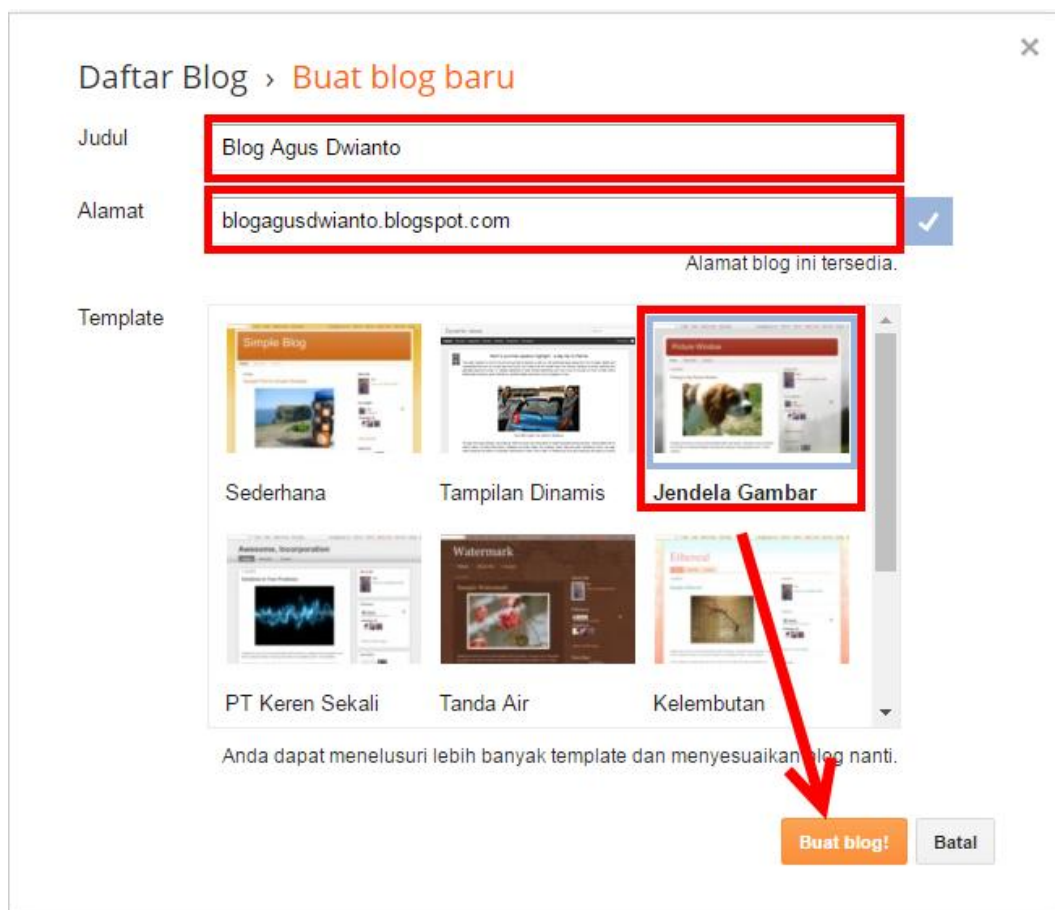 Daftar Blog › Buat blog baru
Judul
Blog Agus Dwianto
Alamat
blogagusdwianto.blogspot.com
Alamat blog ini tersedia.
Template
Simple Blog
Dynamic Views
Picture Window
Sederhana
Tampilan Dinamis
Jendela Gambar
Awesome, Incorporation
Watermark
Ethereal
PT Keren Sekali
Tanda Air
Kelembutan
Anda dapat menelusuri lebih banyak template dan menyesuaikan blog nanti.
Buat blog!
Batal